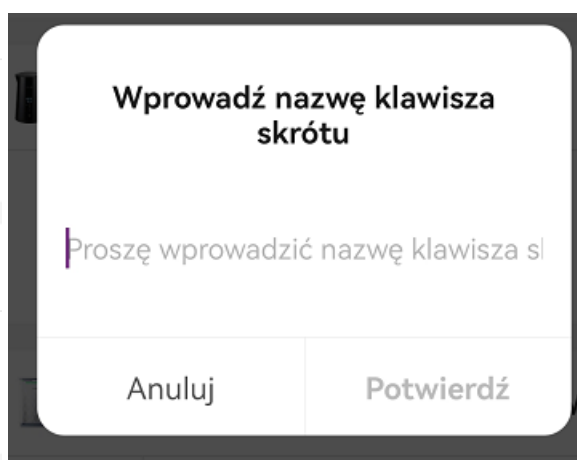 Wprowadź nazwę klawisza
skrótu
Proszę wprowadzić nazwę klawisza
Anuluj
Potwierdź